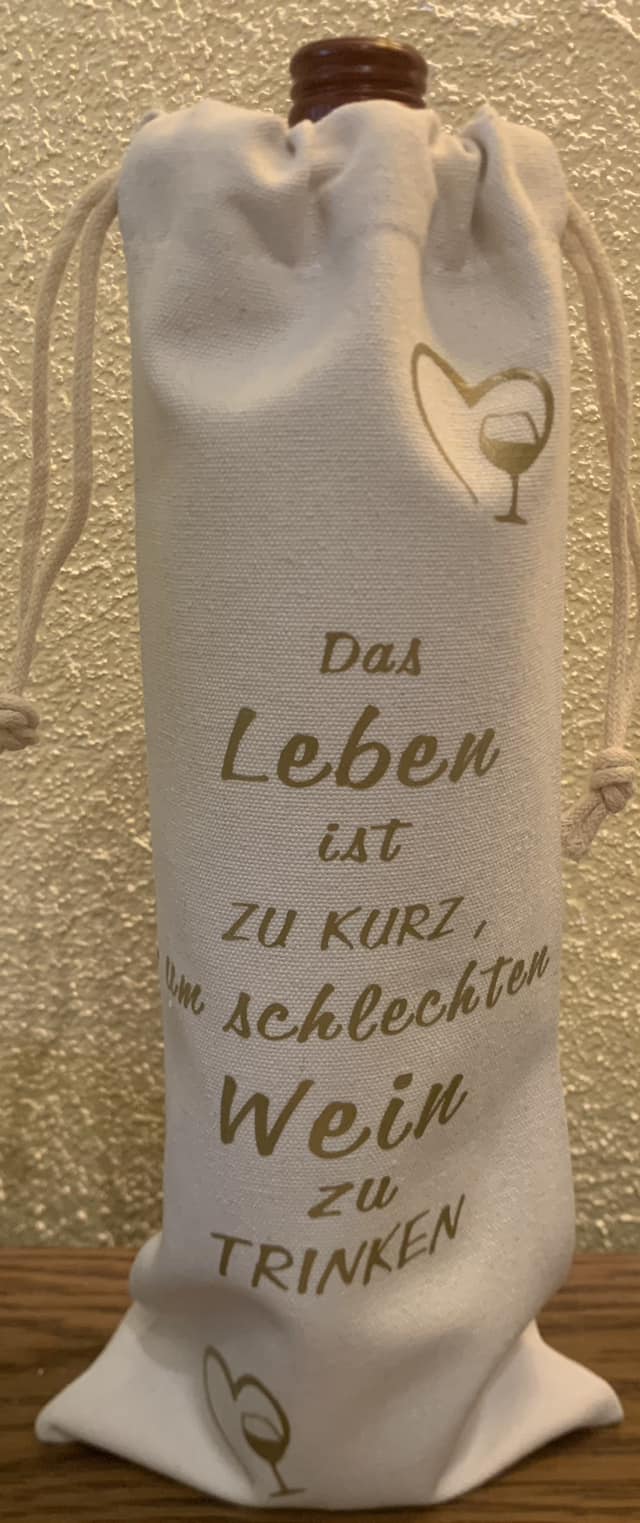 Das
Leben
ist
ZU KURZ,
um schlechten
Wein
zu
TRINKEN